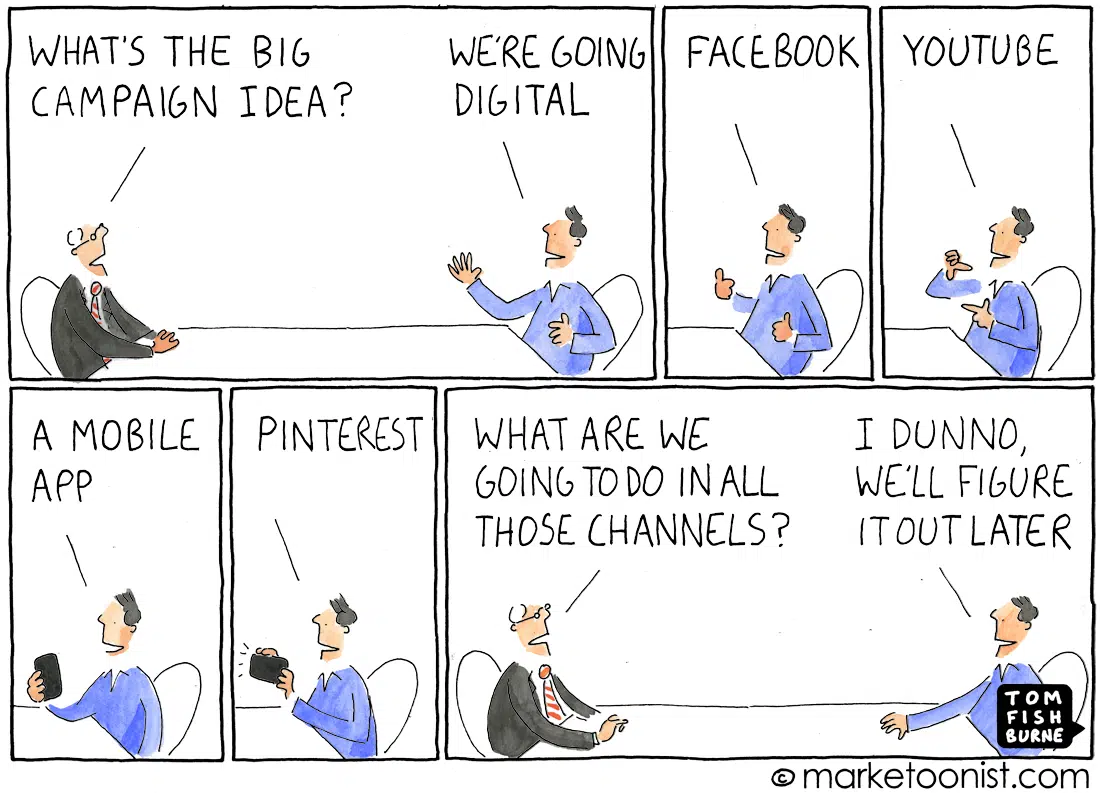 WHAT'S THE BIG
CAMPAIGN IDEA?
WE'RE GOING
DIGITAL
FACEBOOK
YOUTUBE
A MOBILE
APP
PINTEREST
WHAT ARE WE
GOING TO DO IN ALL
THOSE CHANNELS?
I DUNNO,
WE'LL FIGURE
IT OUT LATER
TOM
FISH
BURNE
© marketoonist.com